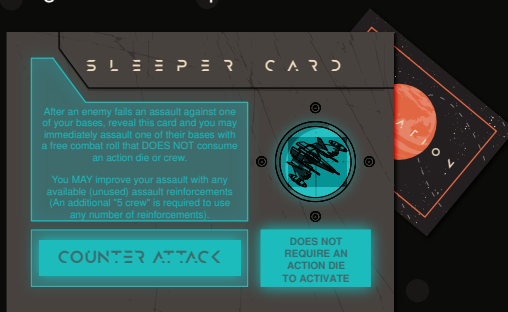 SLEEPER CARD
After an enemy fails an assault against one
of your bases, reveal this card and you may
immediately assault one of their bases with
a free combat roll that DOES NOT consume
an action die or crew.
You MAY improve your assault with any
available (unused) assault reinforcements
(An additional "5 crew" is required to use
any number of reinforcements).
COUNTER ATTACK
DOES NOT
REQUIRE AN
ACTION DIE
TO ACTIVATE